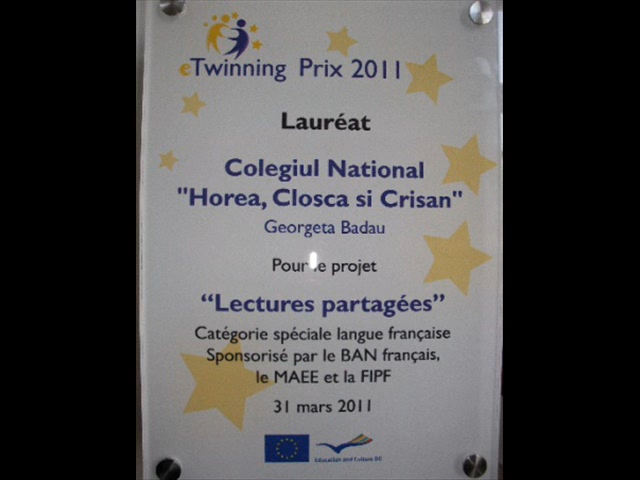 eTwinning Prix 2011
Lauréat
Colegiul National
"Horea, Closca si Crisan"
Georgeta Badau
Pour le projet
“Lectures partagées”
Catégorie spéciale langue française
Sponsorisé par le BAN français,
le MAEE et la FIPF
31 mars 2011
Education and Culture DG